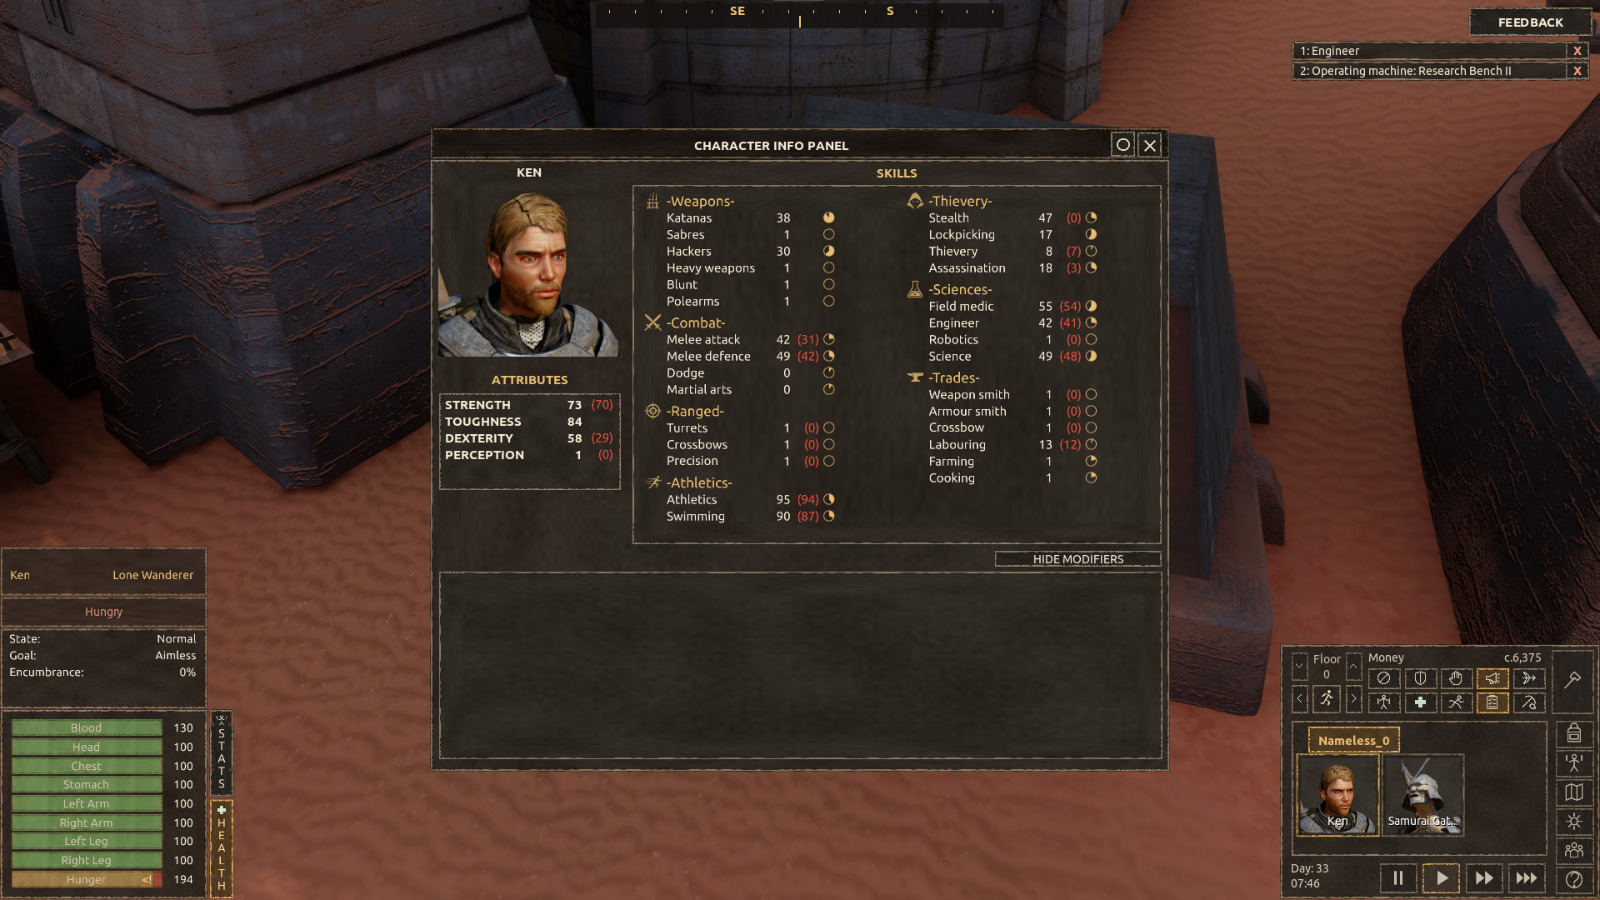 SE
S
FEEDBACK
1: Engineer X
2: Operating machine: Research Bench II X
CHARACTER INFO PANEL
KEN
SKILLS
-Weapons-
Katanas 38
Sabres 1
Hackers 30
Heavy weapons 1
Blunt 1
Polearms 1
-Combat-
Melee attack 42 (31)
Melee defence 49 (42)
Dodge 0
Martial arts 0
-Ranged-
Turrets 1 (0)
Crossbows 1 (0)
Precision 1 (0)
-Athletics-
Athletics 95 (94)
Swimming 90 (87)
-Thievery-
Stealth 47 (0)
Lockpicking 17
Thievery 8 (7)
Assassination 18 (3)
-Sciences-
Field medic 55 (54)
Engineer 42 (41)
Robotics 1 (0)
Science 49 (48)
-Trades-
Weapon smith 1 (0)
Armour smith 1 (0)
Crossbow 1 (0)
Labouring 13 (12)
Farming 1
Cooking 1
ATTRIBUTES
STRENGTH 73 (70)
TOUGHNESS 84
DEXTERITY 58 (29)
PERCEPTION 1 (0)
HIDE MODIFIERS
Ken Lone Wanderer
Hungry
State: Normal
Goal: Aimless
Encumbrance: 0%
Blood 130
Head 100
Chest 100
Stomach 100
Left Arm 100
Right Arm 100
Left Leg 100
Right Leg 100
Hunger <! 194
STATS
HEALTH
Floor
0
Money c.6,375
Nameless_0
Ken
Samurai Gat...
Day: 33
07:46